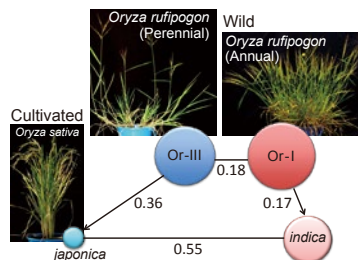 Wild
Oryza rufipogon
(Perennial)
Oryza rufipogon
(Annual)
Cultivated
Oryza sativa
Or-III
Or-I
0.18
0.36
0.17
indica
0.55
japonica